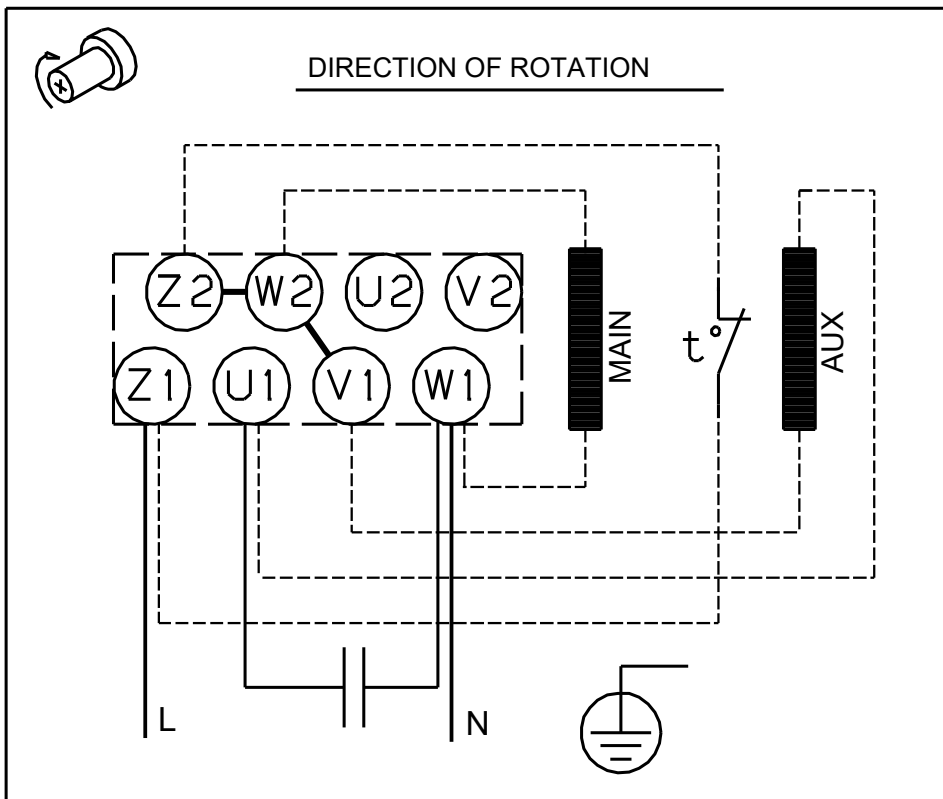 DIRECTION OF ROTATION
Z2 W2 U2 V2
Z1 U1 V1 W1
MAIN
t°
AUX
L
N